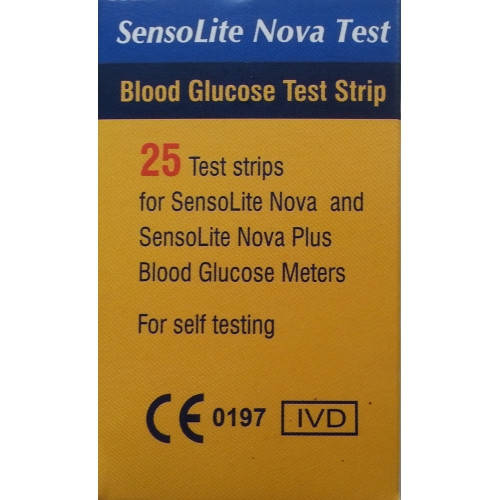 SensoLite Nova Test
Blood Glucose Test Strip
25 Test strips
for SensoLite Nova and
SensoLite Nova Plus
Blood Glucose Meters
For self testing
CE 0197 IVD